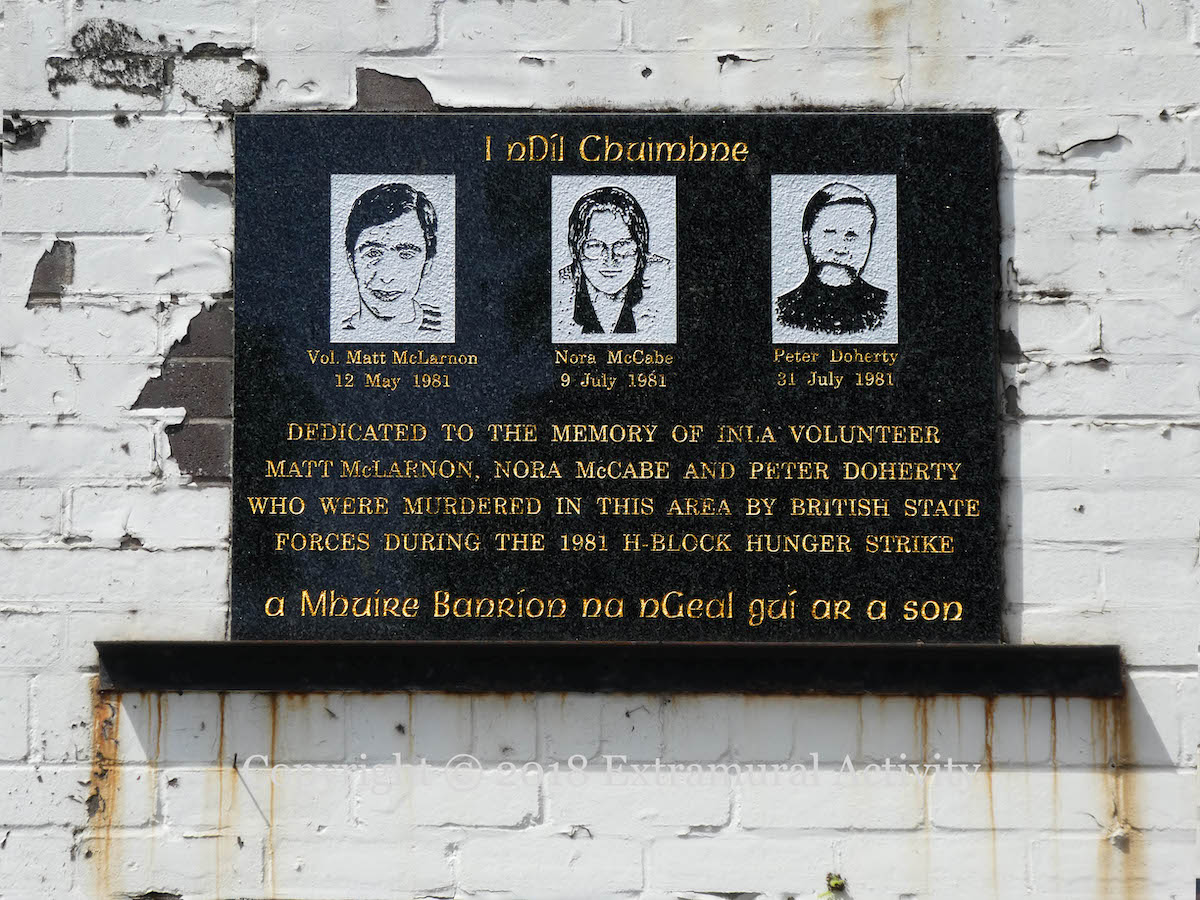 I nDíl Chuimhne
Vol. Matt McLarnon
12 May 1981
Nora McCabe
9 July 1981
Peter Doherty
31 July 1981
DEDICATED TO THE MEMORY OF INLA VOLUNTEER
MATT McLARNON, NORA McCABE AND PETER DOHERTY
WHO WERE MURDERED IN THIS AREA BY BRITISH STATE
FORCES DURING THE 1981 H-BLOCK HUNGER STRIKE
a Mhuire Banríon na nGeal guí ar a son
Copyright © 2018 Extramural Activity